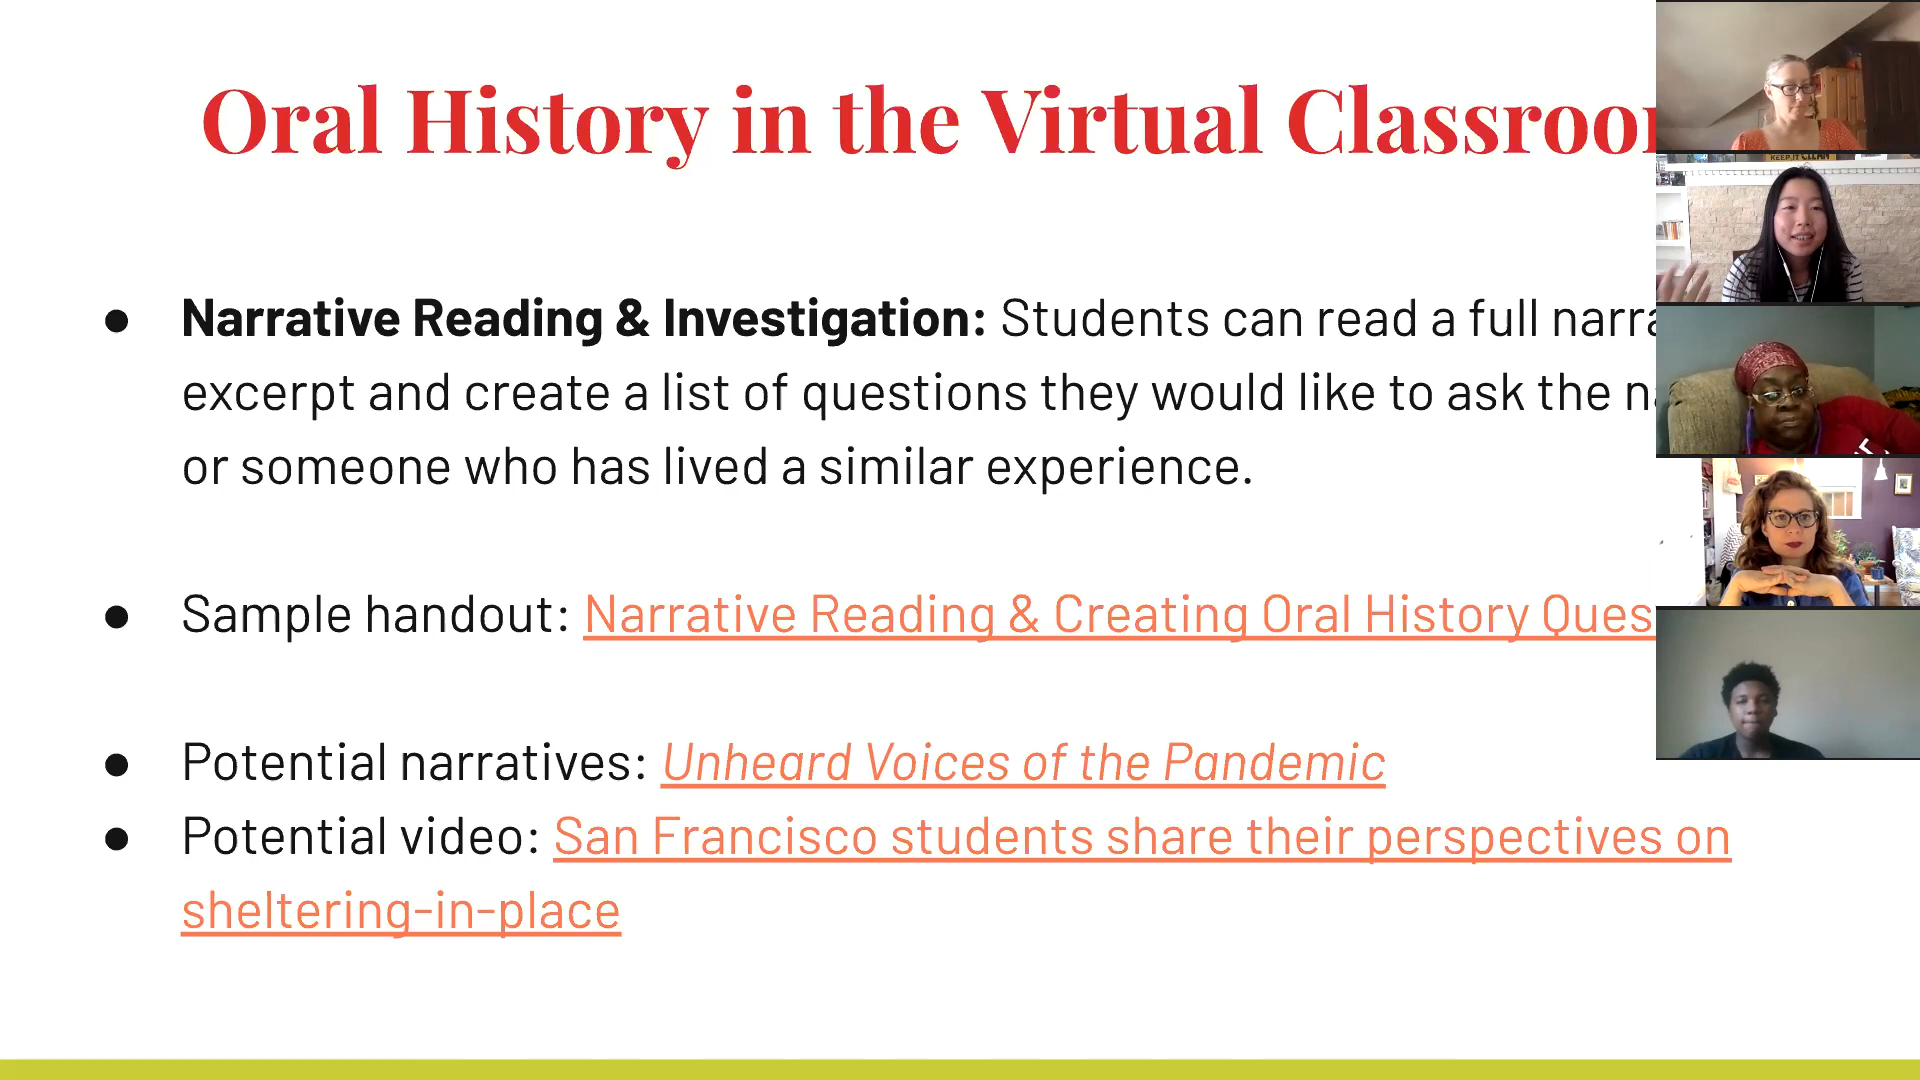 Oral History in the Virtual Classroo
● Narrative Reading & Investigation: Students can read a full narra
excerpt and create a list of questions they would like to ask the n
or someone who has lived a similar experience.
● Sample handout: Narrative Reading & Creating Oral History Ques
● Potential narratives: Unheard Voices of the Pandemic
● Potential video: San Francisco students share their perspectives on
sheltering-in-place
KEEP IT CLEAN